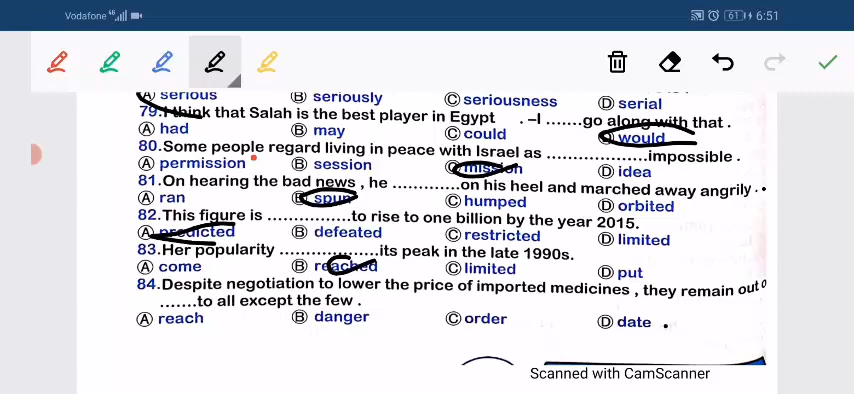 Vodafone 4G 61 6:51
A serious B seriously C seriousness D serial
79.I think that Salah is the best player in Egypt . –I .......go along with that .
A had B may C could D would
80.Some people regard living in peace with Israel as ..................impossible .
A permission B session C mission D idea
81.On hearing the bad news , he .............on his heel and marched away angrily .
A ran B spun C humped D orbited
82.This figure is ................to rise to one billion by the year 2015.
A predicted B defeated C restricted D limited
83.Her popularity ...................its peak in the late 1990s.
A come B reached C limited D put
84.Despite negotiation to lower the price of imported medicines , they remain out o
.......to all except the few .
A reach B danger C order D date
Scanned with CamScanner